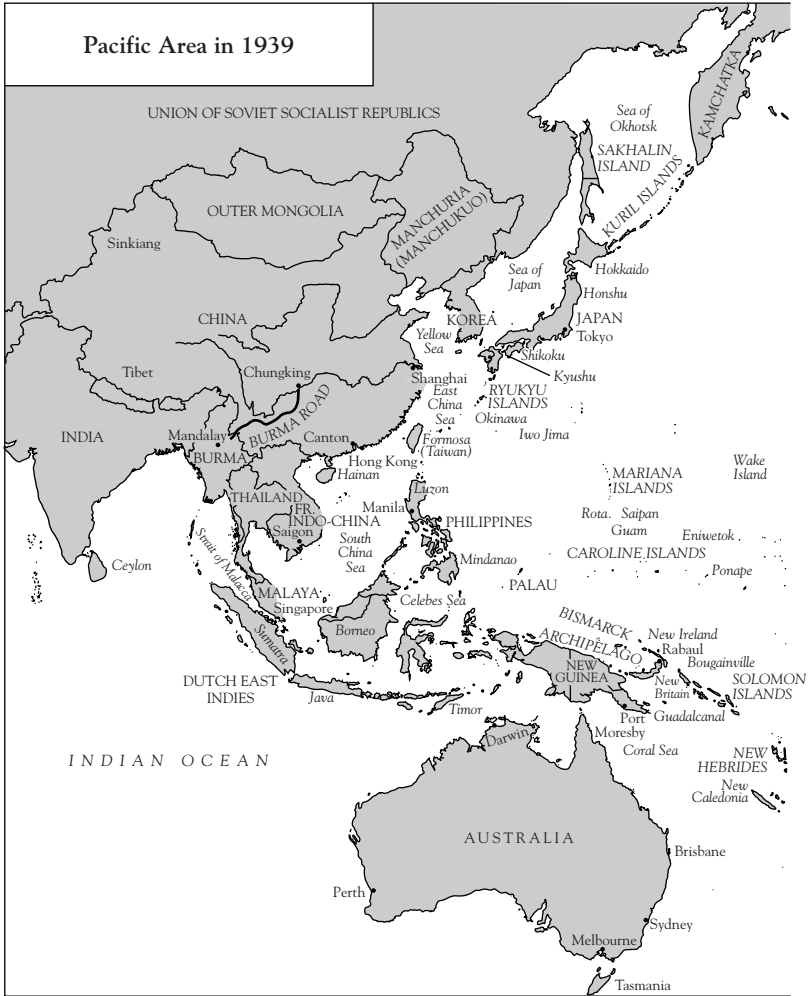 Pacific Area in 1939
UNION OF SOVIET SOCIALIST REPUBLICS
Sea of
Okhotsk
KAMCHATKA
SAKHALIN
ISLAND
KURIL ISLANDS
OUTER MONGOLIA
MANCHURIA
(MANCHUKUO)
Sinkiang
Sea of
Japan
Hokkaido
Honshu
CHINA
KOREA
JAPAN
Tokyo
Yellow
Sea
Shikoku
Kyushu
Tibet
Chungking
Shanghai
East
China
Sea
RYUKYU
ISLANDS
Okinawa
Iwo Jima
BURMA ROAD
INDIA
Mandalay
BURMA
Canton
Formosa
(Taiwan)
Hong Kong
Hainan
MARIANA
ISLANDS
Wake
Island
Luzon
THAILAND
FR.
INDO-CHINA
Saigon
Manila
PHILIPPINES
Rota.
Saipan
Guam
Eniwetok
South
China
Sea
CAROLINE ISLANDS
Mindanao
Ponape
Ceylon
Strait of Malacca
PALAU
MALAYA
Singapore
Celebes Sea
Sumatra
Borneo
BISMARCK
ARCHIPELAGO
New Ireland
Rabaul
Bougainville
NEW
GUINEA
New
Britain
SOLOMON
ISLANDS
DUTCH EAST
INDIES
Java
Timor
Port
Moresby
Guadalcanal
Darwin
Coral Sea
NEW
HEBRIDES
INDIAN OCEAN
New
Caledonia
AUSTRALIA
Brisbane
Perth
Sydney
Melbourne
Tasmania